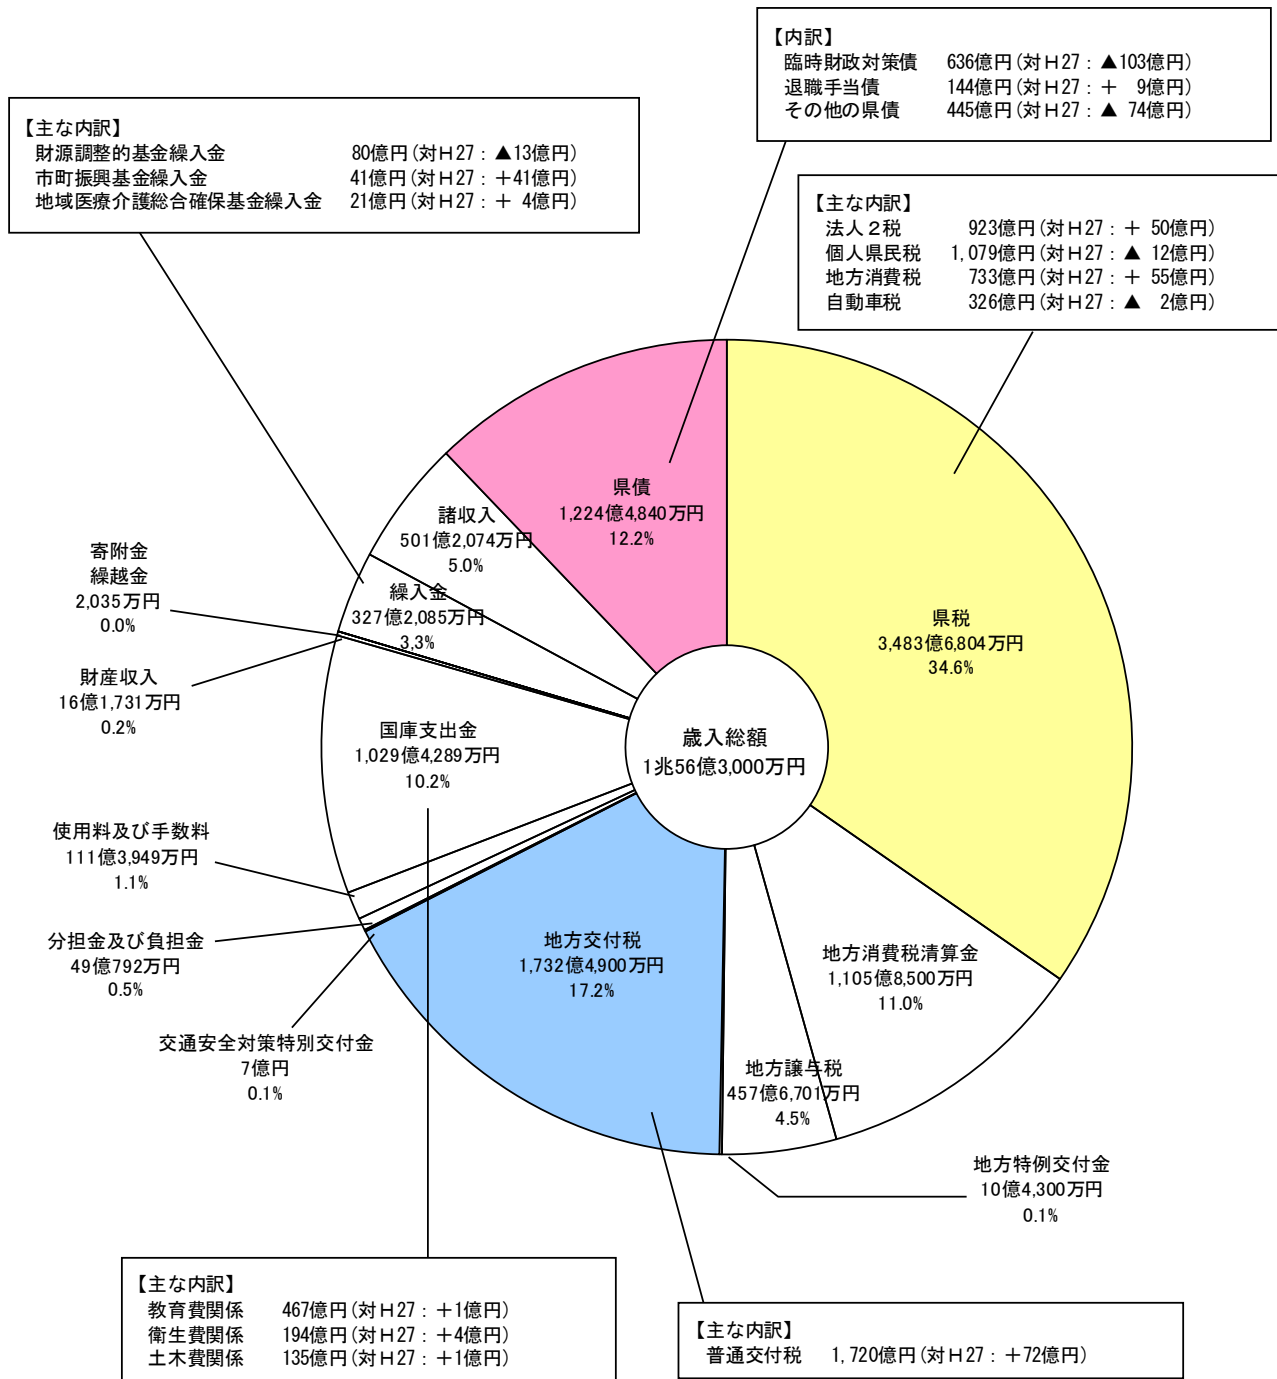 【内訳】
臨時財政対策債 636億円(対H27：▲103億円)
退職手当債 144億円(対H27：＋ 9億円)
その他の県債 445億円(対H27：▲ 74億円)
【主な内訳】
財源調整的基金繰入金 80億円(対H27：▲13億円)
市町振興基金繰入金 41億円(対H27：＋41億円)
地域医療介護総合確保基金繰入金 21億円(対H27：＋ 4億円)
【主な内訳】
法人２税 923億円(対H27：＋ 50億円)
個人県民税 1,079億円(対H27：▲ 12億円)
地方消費税 733億円(対H27：＋ 55億円)
自動車税 326億円(対H27：▲ 2億円)
県債
1,224億4,840万円
12.2%
諸収入
501億2,074万円
5.0%
繰入金
327億2,085万円
3.3%
寄附金
繰越金
2,035万円
0.0%
財産収入
16億1,731万円
0.2%
国庫支出金
1,029億4,289万円
10.2%
県税
3,483億6,804万円
34.6%
歳入総額
1兆56億3,000万円
使用料及び手数料
111億3,949万円
1.1%
分担金及び負担金
49億792万円
0.5%
交通安全対策特別交付金
7億円
0.1%
地方交付税
1,732億4,900万円
17.2%
地方消費税清算金
1,105億8,500万円
11.0%
地方譲与税
457億6,701万円
4.5%
地方特例交付金
10億4,300万円
0.1%
【主な内訳】
教育費関係 467億円(対H27：＋1億円)
衛生費関係 194億円(対H27：＋4億円)
土木費関係 135億円(対H27：＋1億円)
【主な内訳】
普通交付税 1,720億円(対H27：＋72億円)